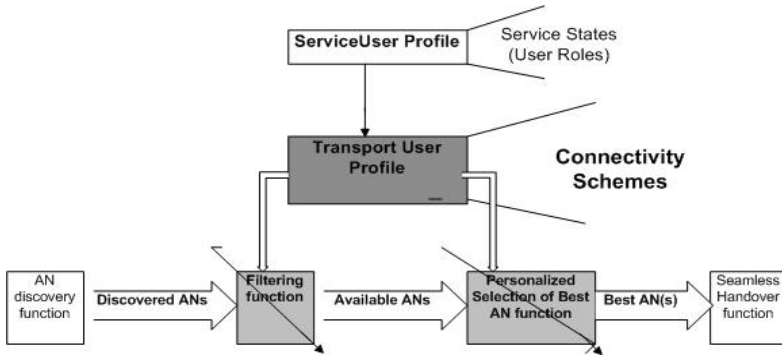 ServiceUser Profile
Service States
(User Roles)
Transport User
Profile
Connectivity
Schemes
AN
discovery
function
Discovered ANs
Filtering
function
Available ANs
Personalized
Selection of Best
AN function
Best AN(s)
Seamless
Handover
function